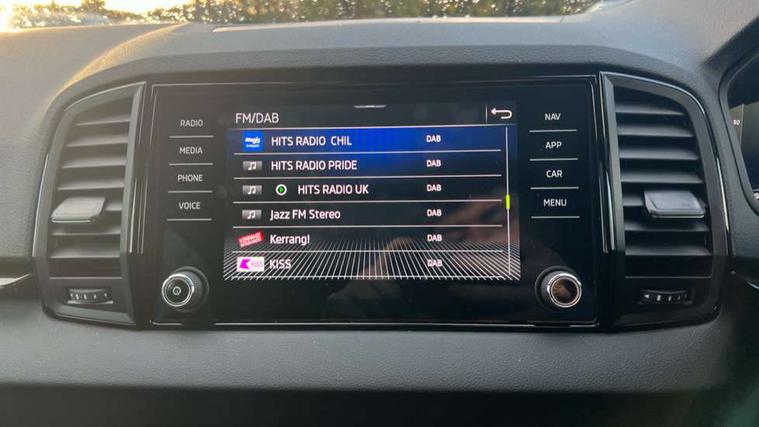 FM/DAB
RADIO
MEDIA
PHONE
VOICE
HITS RADIO CHIL DAB
HITS RADIO PRIDE DAB
HITS RADIO UK DAB
Jazz FM Stereo DAB
Kerrang! DAB
KISS DAB
NAV
APP
CAR
MENU